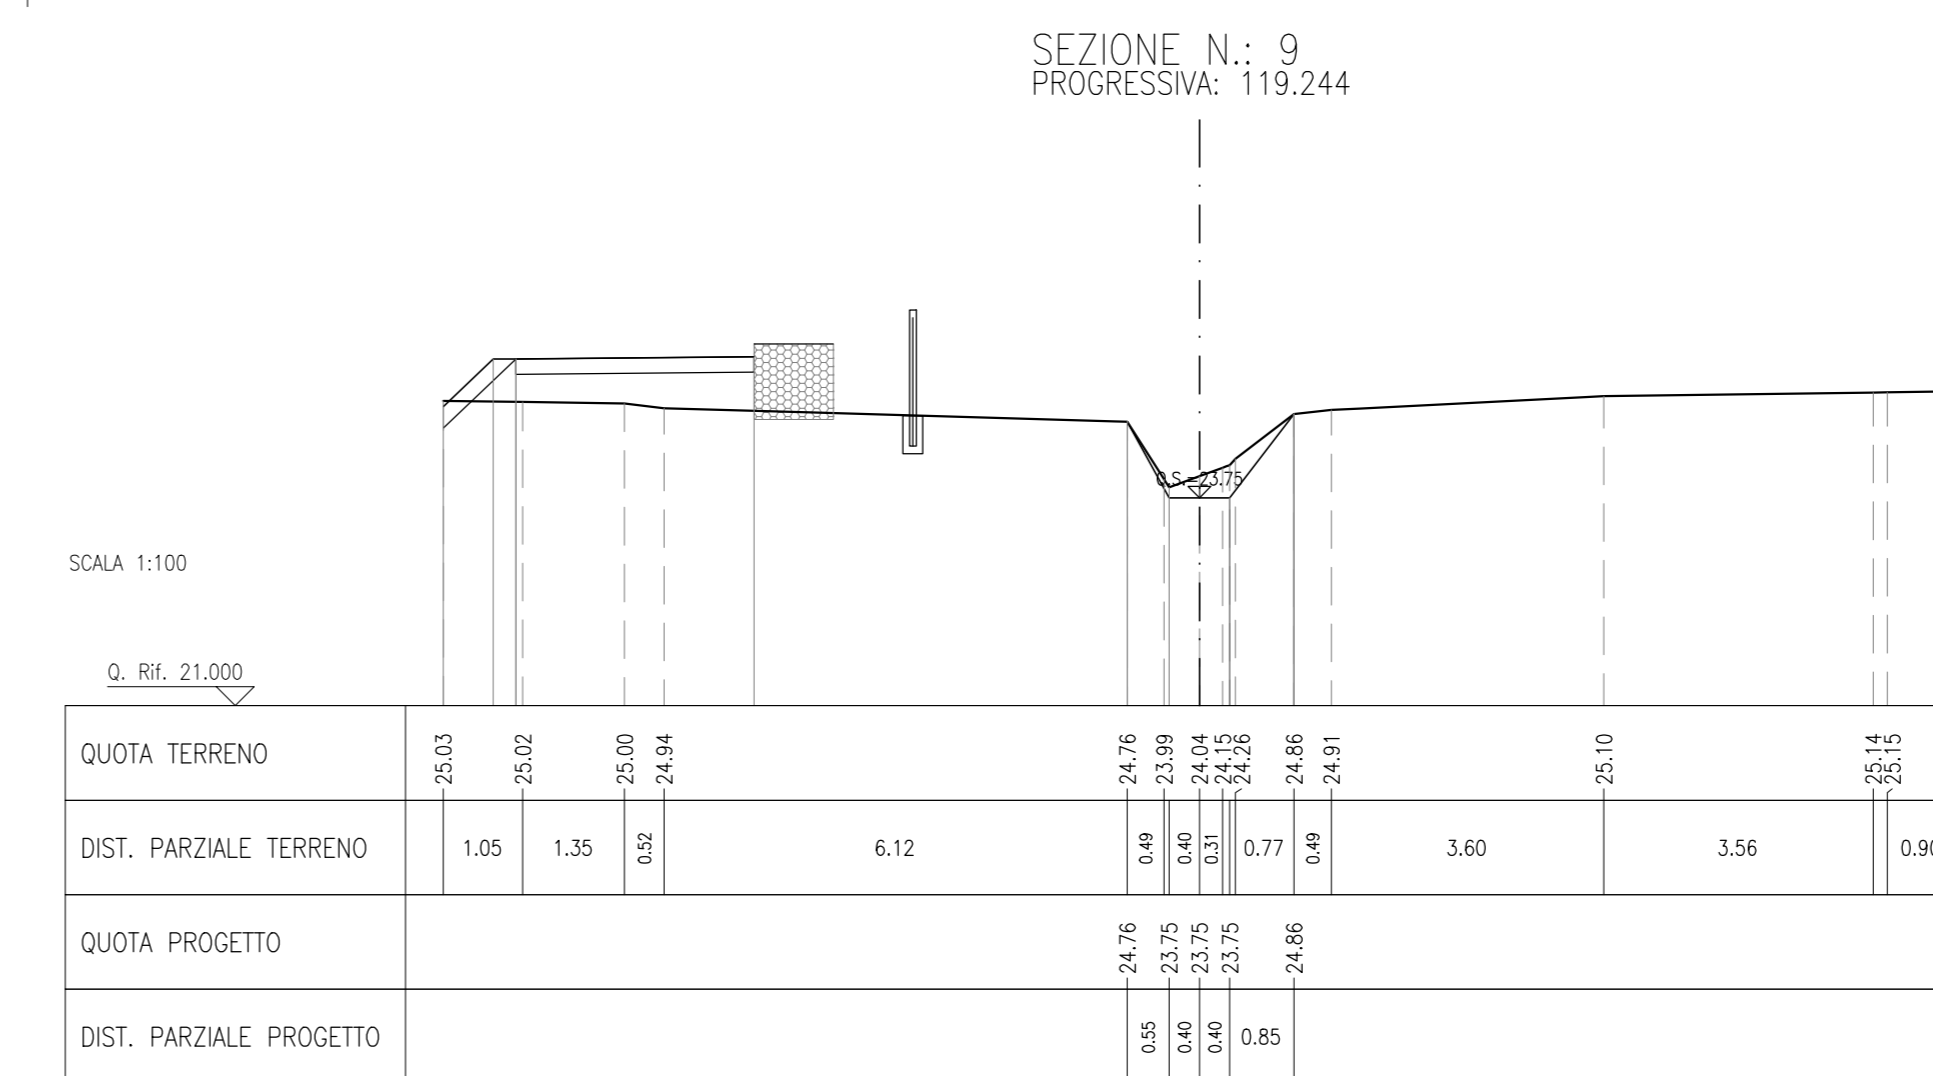 SEZIONE N.: 9
PROGRESSIVA: 119.244
Q.S.=23.75
SCALA 1:100
Q. Rif. 21.000
QUOTA TERRENO 25.03 25.02 25.00 24.94 24.76 23.99 24.04 24.15 24.26 24.86 24.91 25.10 25.14 25.15
DIST. PARZIALE TERRENO 1.05 1.35 0.52 6.12 0.49 0.40 0.31 0.77 0.49 3.60 3.56
QUOTA PROGETTO 24.76 23.75 23.75 23.75 24.86
DIST. PARZIALE PROGETTO 0.55 0.40 0.40 0.85